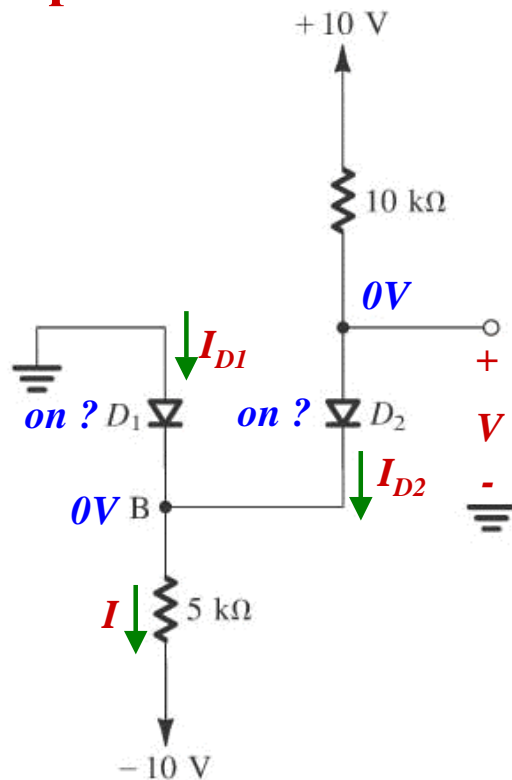 +10 V
10 kΩ
0V
I_D1
+
on ? D₁
on ? D₂
V
I_D2
-
0V B
I
5 kΩ
−10 V